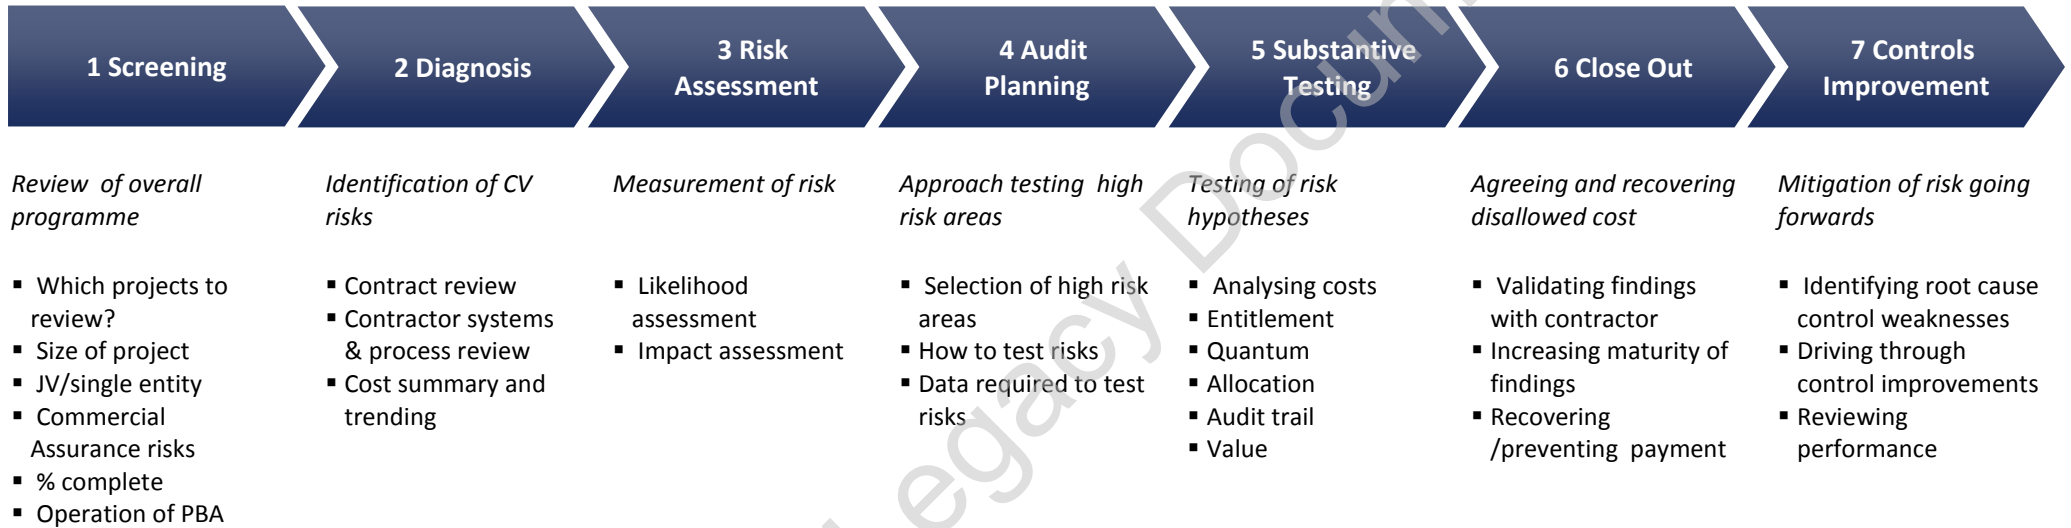 1 Screening
2 Diagnosis
3 Risk
Assessment
4 Audit
Planning
5 Substantive
Testing
6 Close Out
7 Controls
Improvement
Review of overall
programme
▪ Which projects to
review?
▪ Size of project
▪ JV/single entity
▪ Commercial
Assurance risks
▪ % complete
▪ Operation of PBA
Identification of CV
risks
▪ Contract review
▪ Contractor systems
& process review
▪ Cost summary and
trending
Measurement of risk
▪ Likelihood
assessment
▪ Impact assessment
Approach testing high
risk areas
▪ Selection of high risk
areas
▪ How to test risks
▪ Data required to test
risks
Testing of risk
hypotheses
▪ Analysing costs
▪ Entitlement
▪ Quantum
▪ Allocation
▪ Audit trail
▪ Value
Agreeing and recovering
disallowed cost
▪ Validating findings
with contractor
▪ Increasing maturity of
findings
▪ Recovering
/preventing payment
Mitigation of risk going
forwards
▪ Identifying root cause
control weaknesses
▪ Driving through
control improvements
▪ Reviewing
performance
Legacy Docum